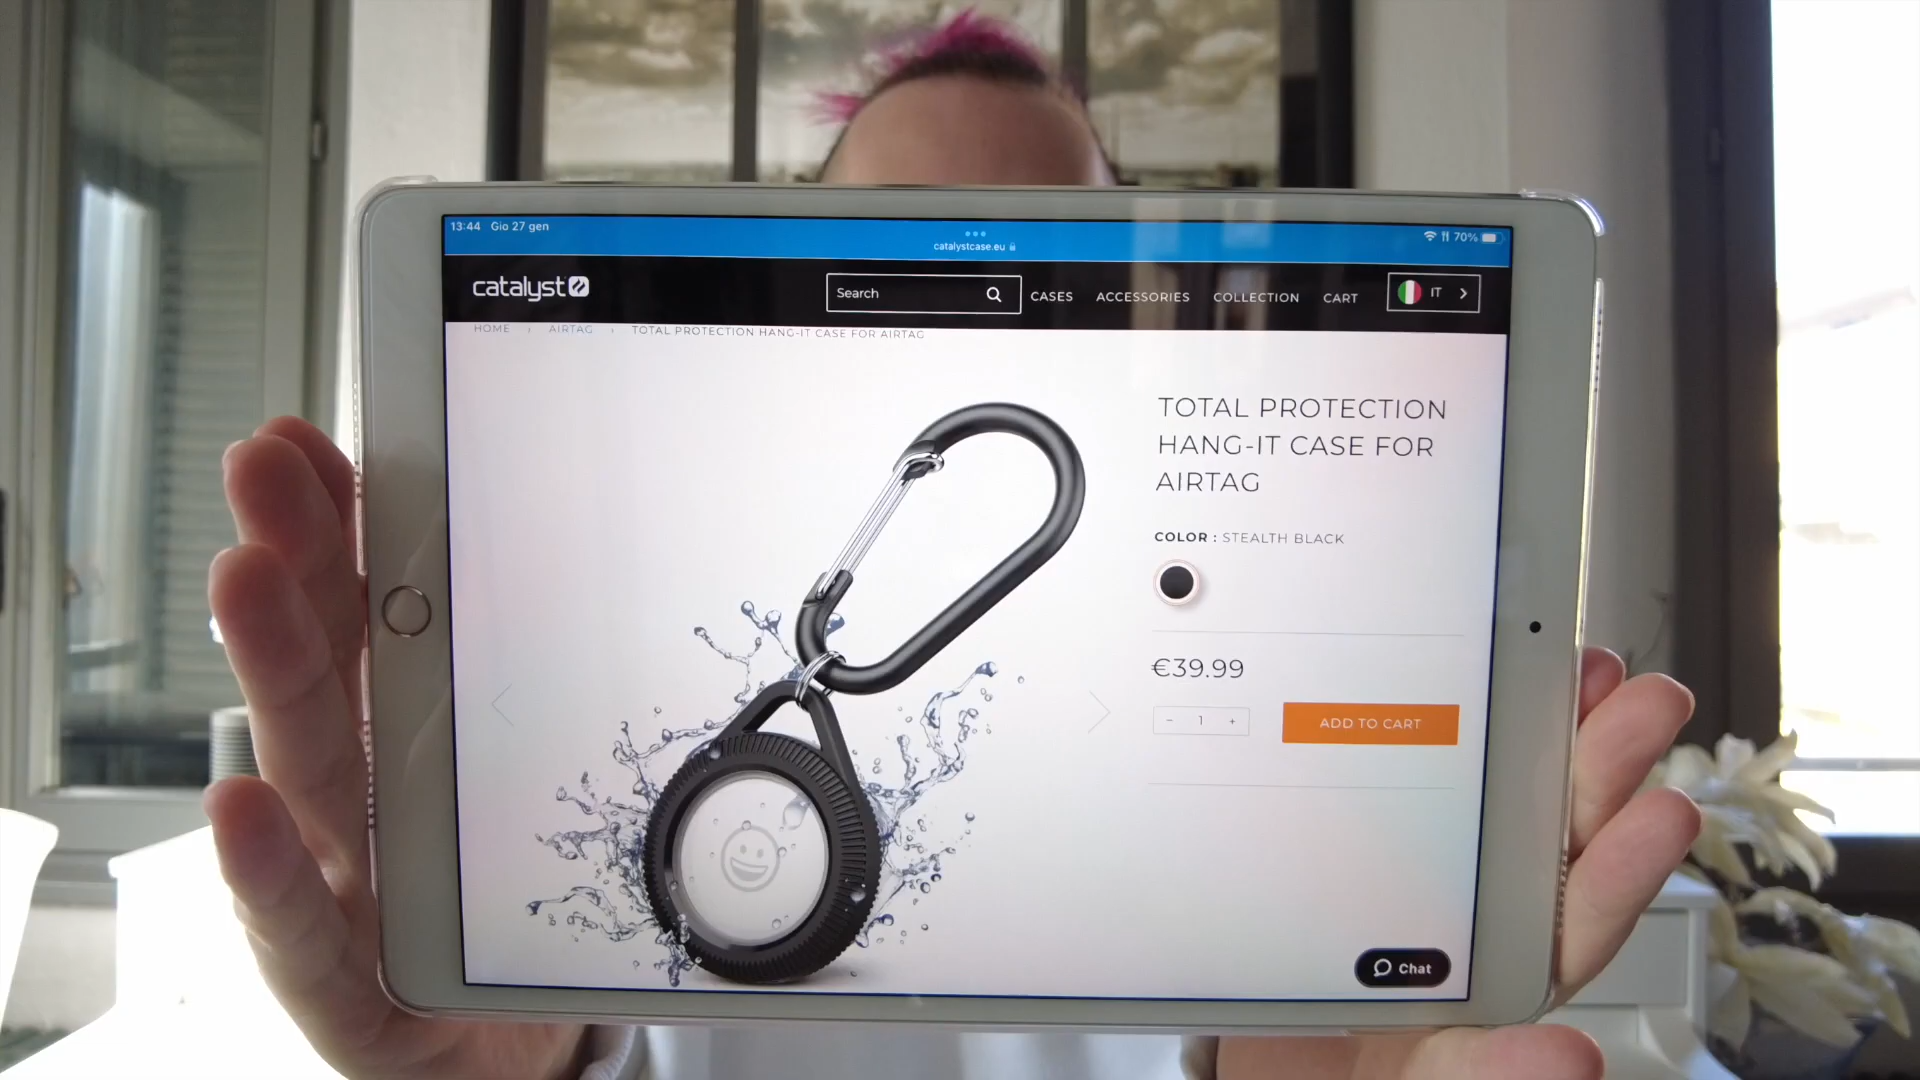 13:44 Gio 27 gen
70%
catalystcase.eu
catalyst
Search
CASES
ACCESSORIES
COLLECTION
CART
IT
HOME › AIRTAG › TOTAL PROTECTION HANG-IT CASE FOR AIRTAG
TOTAL PROTECTION
HANG-IT CASE FOR
AIRTAG
COLOR : STEALTH BLACK
€39.99
− 1 +
ADD TO CART
Chat